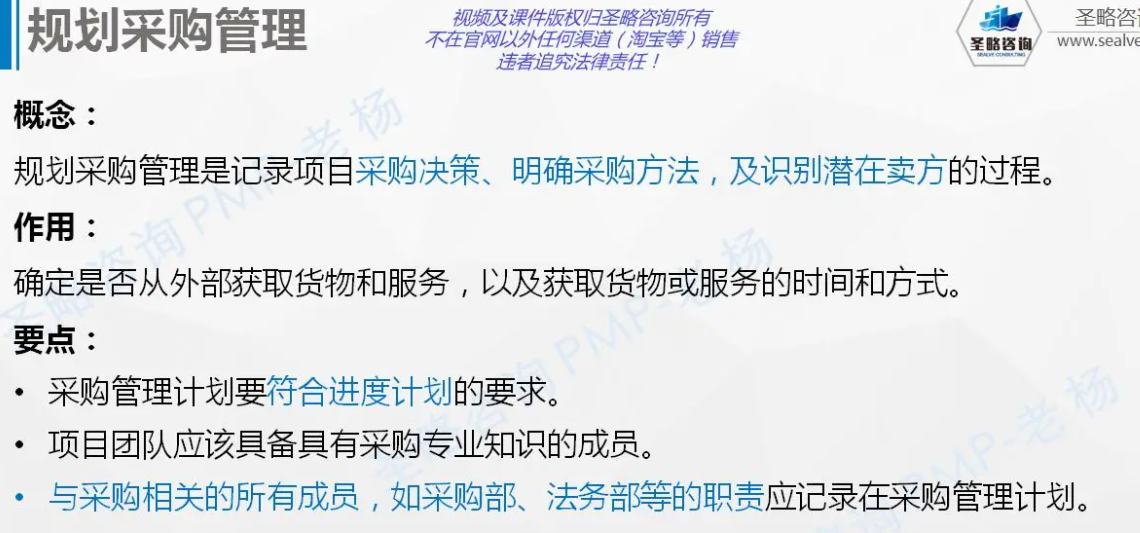 规划采购管理
视频及课件版权归圣略咨询所有
不在官网以外任何渠道（淘宝等）销售
违者追究法律责任！
圣略咨询
SEALVE CONSULTING
圣略咨
www.sealve
概念：
规划采购管理是记录项目采购决策、明确采购方法，及识别潜在卖方的过程。
作用：
确定是否从外部获取货物和服务，以及获取货物或服务的时间和方式。
要点：
• 采购管理计划要符合进度计划的要求。
• 项目团队应该具备具有采购专业知识的成员。
• 与采购相关的所有成员，如采购部、法务部等的职责应记录在采购管理计划。
圣略咨询 PMP-老杨
圣略咨询 PMP-老杨
圣略咨询 PMP-老杨